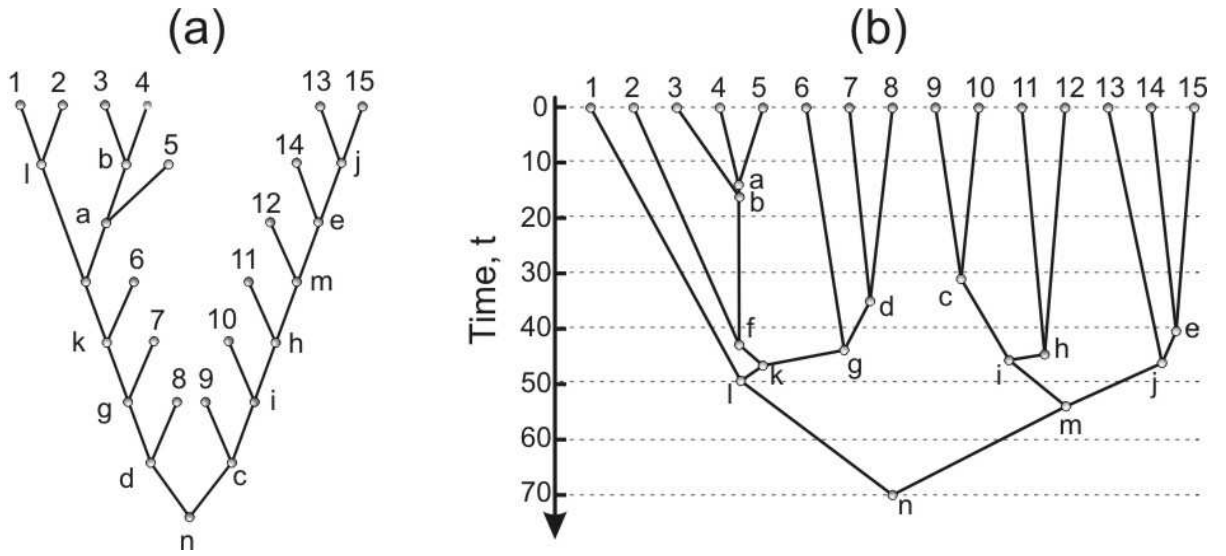 (a)
(b)
1 2 3 4 13 15
l b 5 14 j
a 12 e
6 11 m
k 7 10 h
g 8 9 i
d c
n
1 2 3 4 5 6 7 8 9 10 11 12 13 14 15
Time, t
0
10
a
20 b
30
c d
40 f e
g i h
50 l k j
m
60
70
n